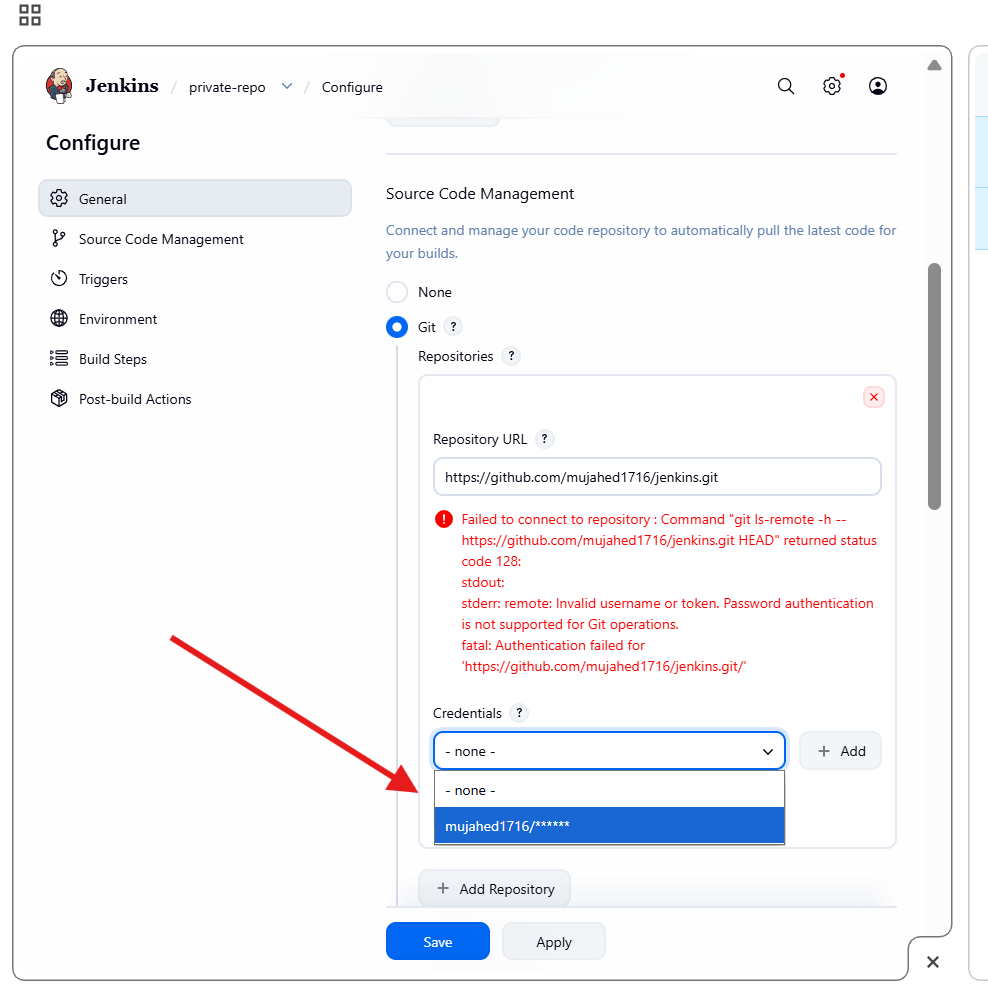 Jenkins / private-repo / Configure
Configure
General
Source Code Management
Triggers
Environment
Build Steps
Post-build Actions
Source Code Management
Connect and manage your code repository to automatically pull the latest code for
your builds.
None
Git ?
Repositories ?
Repository URL ?
https://github.com/mujahed1716/jenkins.git
Failed to connect to repository : Command "git ls-remote -h --
https://github.com/mujahed1716/jenkins.git HEAD" returned status
code 128:
stdout:
stderr: remote: Invalid username or token. Password authentication
is not supported for Git operations.
fatal: Authentication failed for
'https://github.com/mujahed1716/jenkins.git/'
Credentials ?
- none -
+ Add
- none -
mujahed1716/******
+ Add Repository
Save
Apply